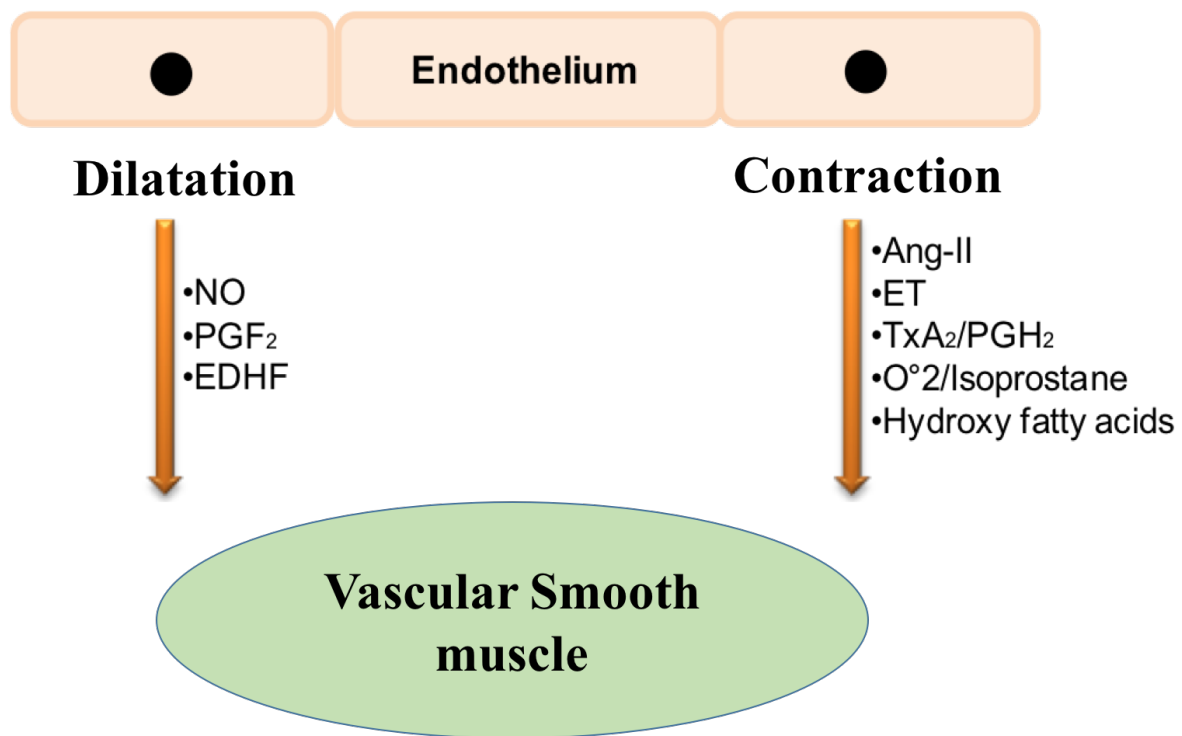 Endothelium
Dilatation
•NO
•PGF₂
•EDHF
Contraction
•Ang-II
•ET
•TxA₂/PGH₂
•O°2/Isoprostane
•Hydroxy fatty acids
Vascular Smooth
muscle